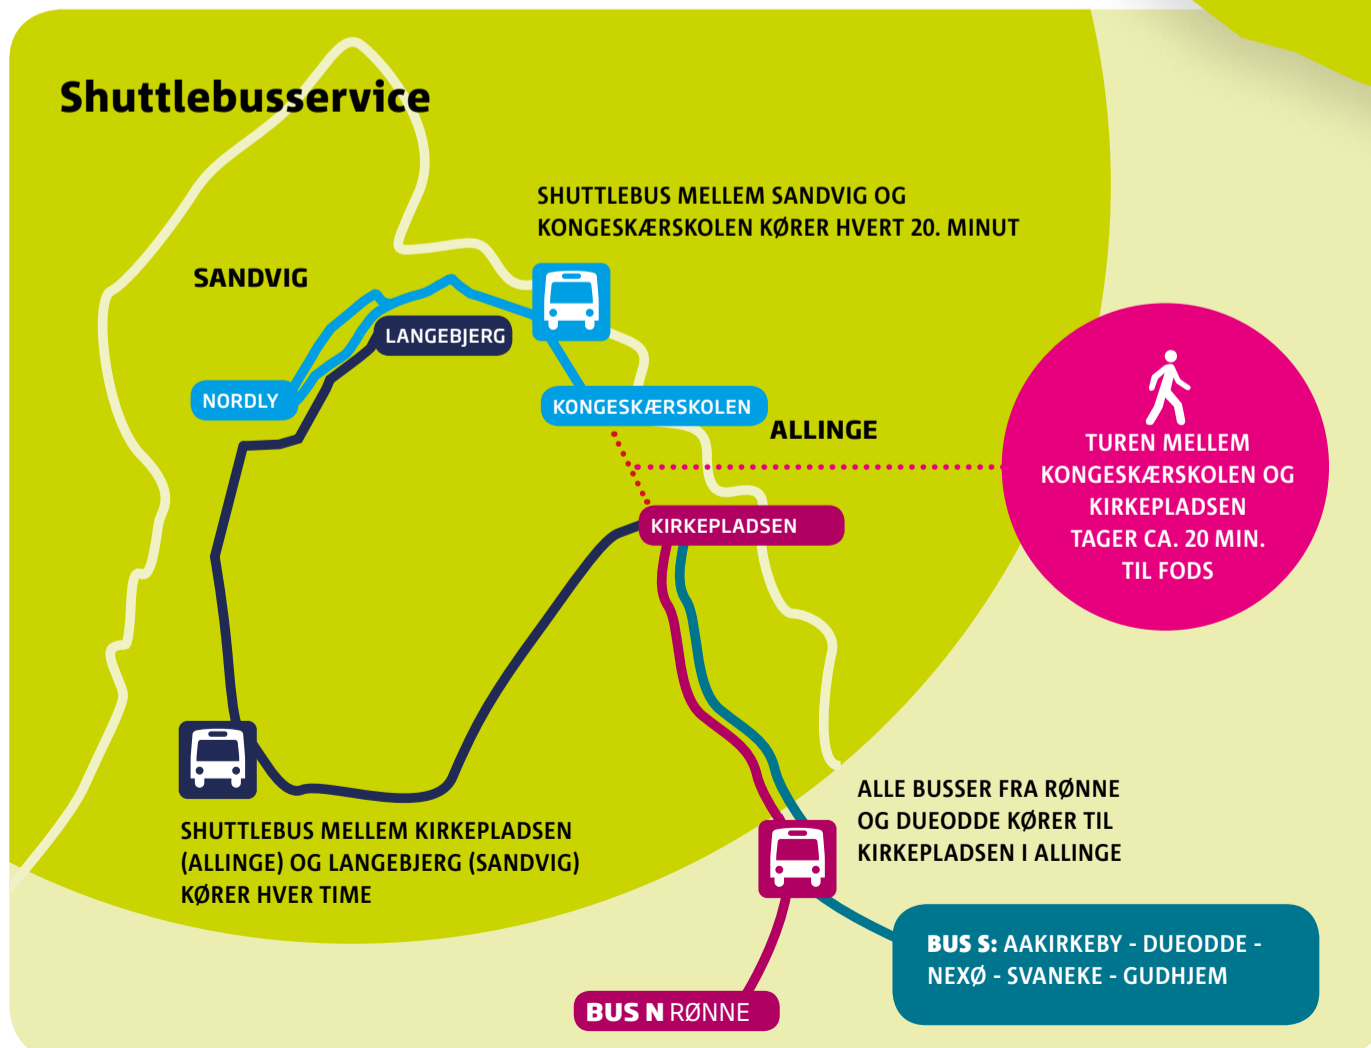 Shuttlebusservice
SHUTTLEBUS MELLEM SANDVIG OG
KONGESKÆRSKOLEN KØRER HVERT 20. MINUT
SANDVIG
LANGEBJERG
NORDLY
KONGESKÆRSKOLEN
ALLINGE
TUREN MELLEM
KONGESKÆRSKOLEN OG
KIRKEPLADSEN
TAGER CA. 20 MIN.
TIL FODS
KIRKEPLADSEN
SHUTTLEBUS MELLEM KIRKEPLADSEN
(ALLINGE) OG LANGEBJERG (SANDVIG)
KØRER HVER TIME
ALLE BUSSER FRA RØNNE
OG DUEODDE KØRER TIL
KIRKEPLADSEN I ALLINGE
BUS S: AAKIRKEBY - DUEODDE -
NEXØ - SVANEKE - GUDHJEM
BUS N RØNNE